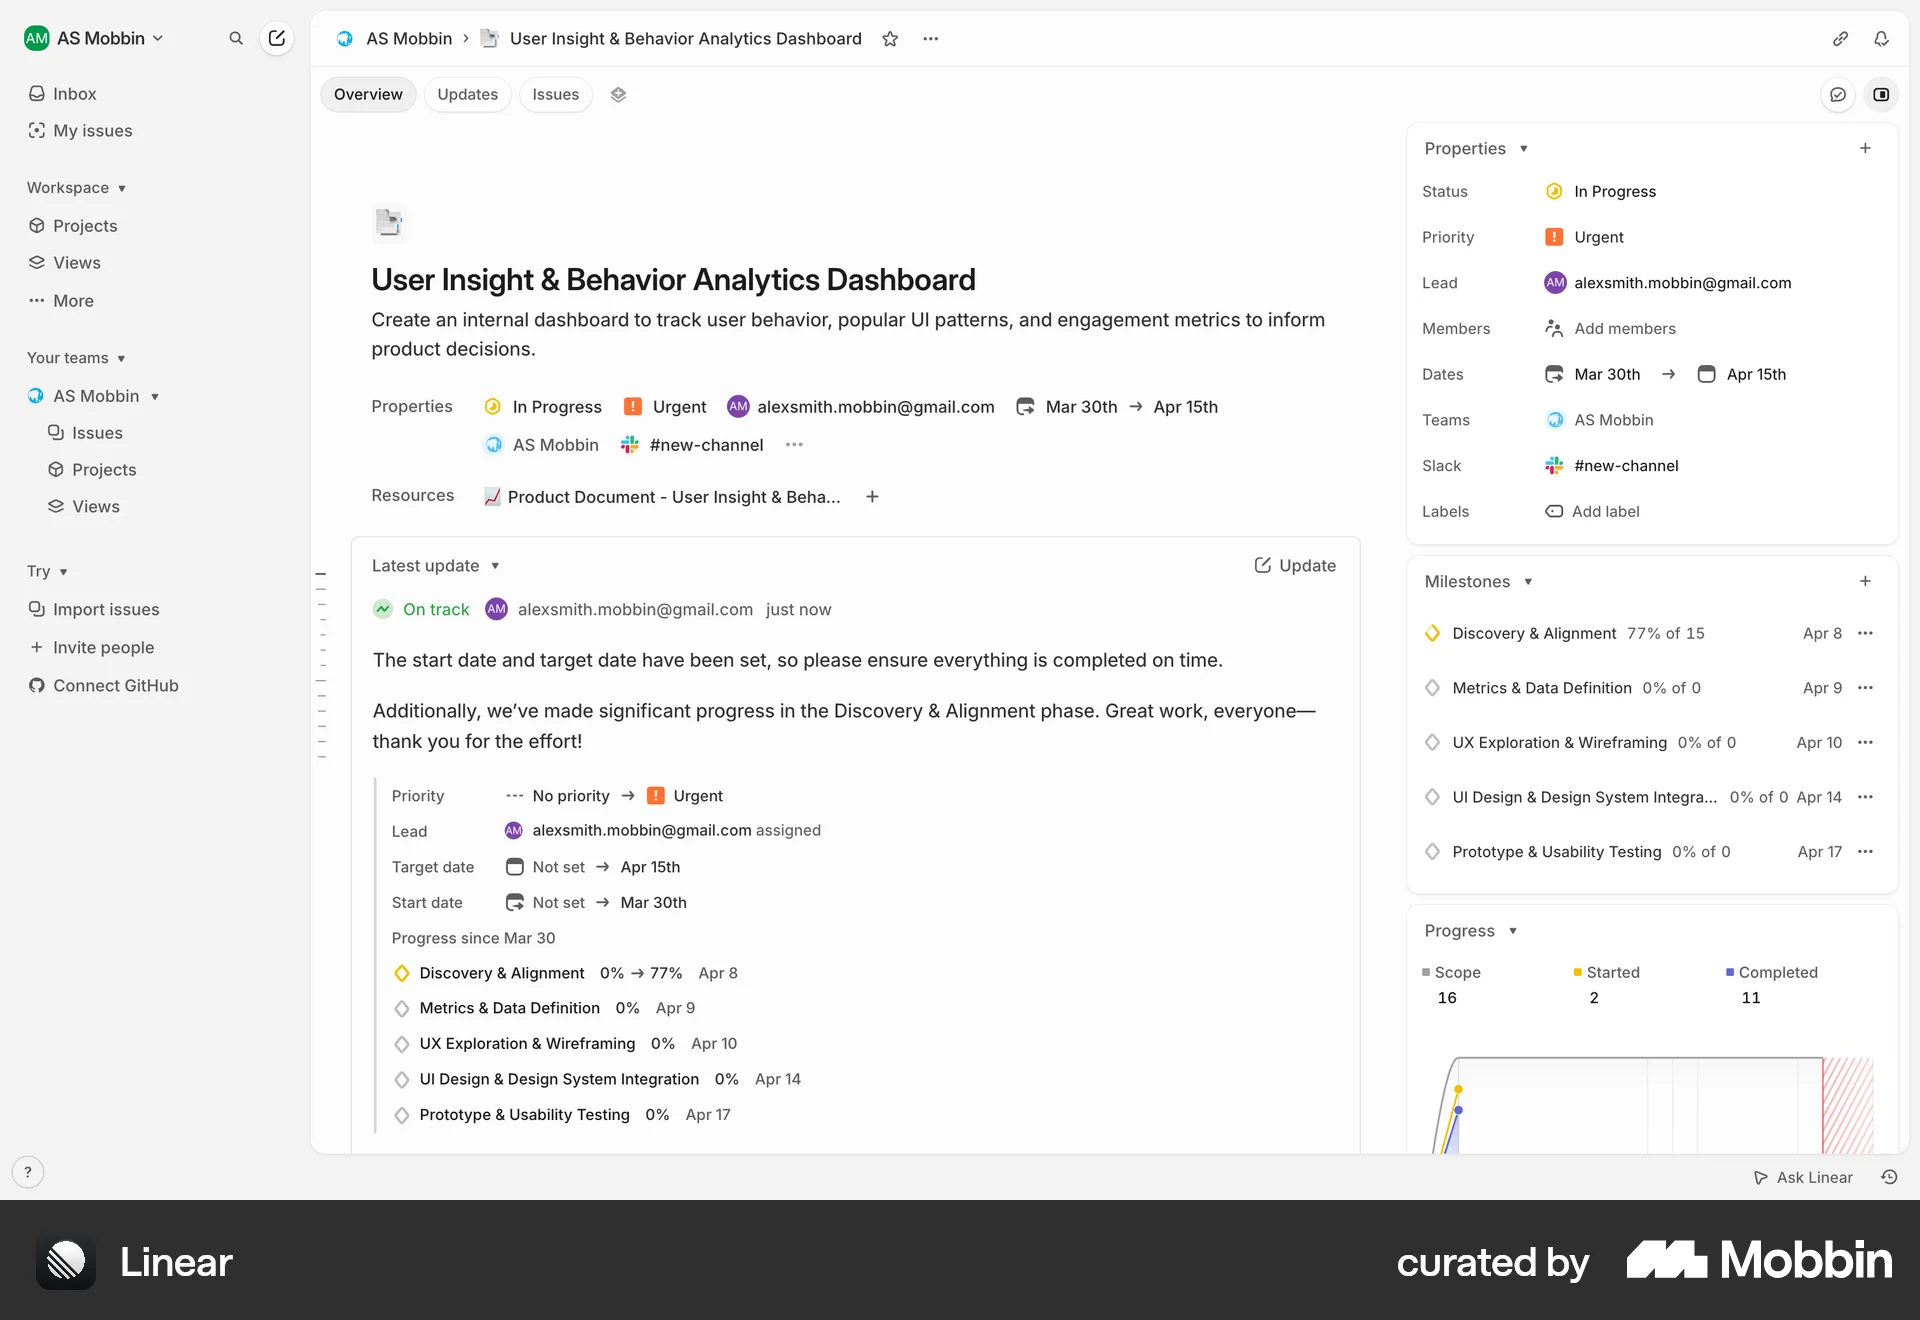 AM AS Mobbin
Inbox
My issues
Workspace
Projects
Views
More
Your teams
AS Mobbin
Issues
Projects
Views
Try
Import issues
Invite people
Connect GitHub
?
AS Mobbin › User Insight & Behavior Analytics Dashboard
Overview Updates Issues
User Insight & Behavior Analytics Dashboard
Create an internal dashboard to track user behavior, popular UI patterns, and engagement metrics to inform
product decisions.
Properties In Progress Urgent AM alexsmith.mobbin@gmail.com Mar 30th → Apr 15th
AS Mobbin #new-channel
Resources Product Document - User Insight & Beha...
Latest update Update
On track AM alexsmith.mobbin@gmail.com just now
The start date and target date have been set, so please ensure everything is completed on time.
Additionally, we’ve made significant progress in the Discovery & Alignment phase. Great work, everyone—
thank you for the effort!
Priority No priority → Urgent
Lead AM alexsmith.mobbin@gmail.com assigned
Target date Not set → Apr 15th
Start date Not set → Mar 30th
Progress since Mar 30
Discovery & Alignment 0% → 77% Apr 8
Metrics & Data Definition 0% Apr 9
UX Exploration & Wireframing 0% Apr 10
UI Design & Design System Integration 0% Apr 14
Prototype & Usability Testing 0% Apr 17
Properties
Status In Progress
Priority Urgent
Lead AM alexsmith.mobbin@gmail.com
Members Add members
Dates Mar 30th → Apr 15th
Teams AS Mobbin
Slack #new-channel
Labels Add label
Milestones
Discovery & Alignment 77% of 15 Apr 8
Metrics & Data Definition 0% of 0 Apr 9
UX Exploration & Wireframing 0% of 0 Apr 10
UI Design & Design System Integra... 0% of 0 Apr 14
Prototype & Usability Testing 0% of 0 Apr 17
Progress
Scope Started Completed
16 2 11
Ask Linear
Linear
curated by Mobbin